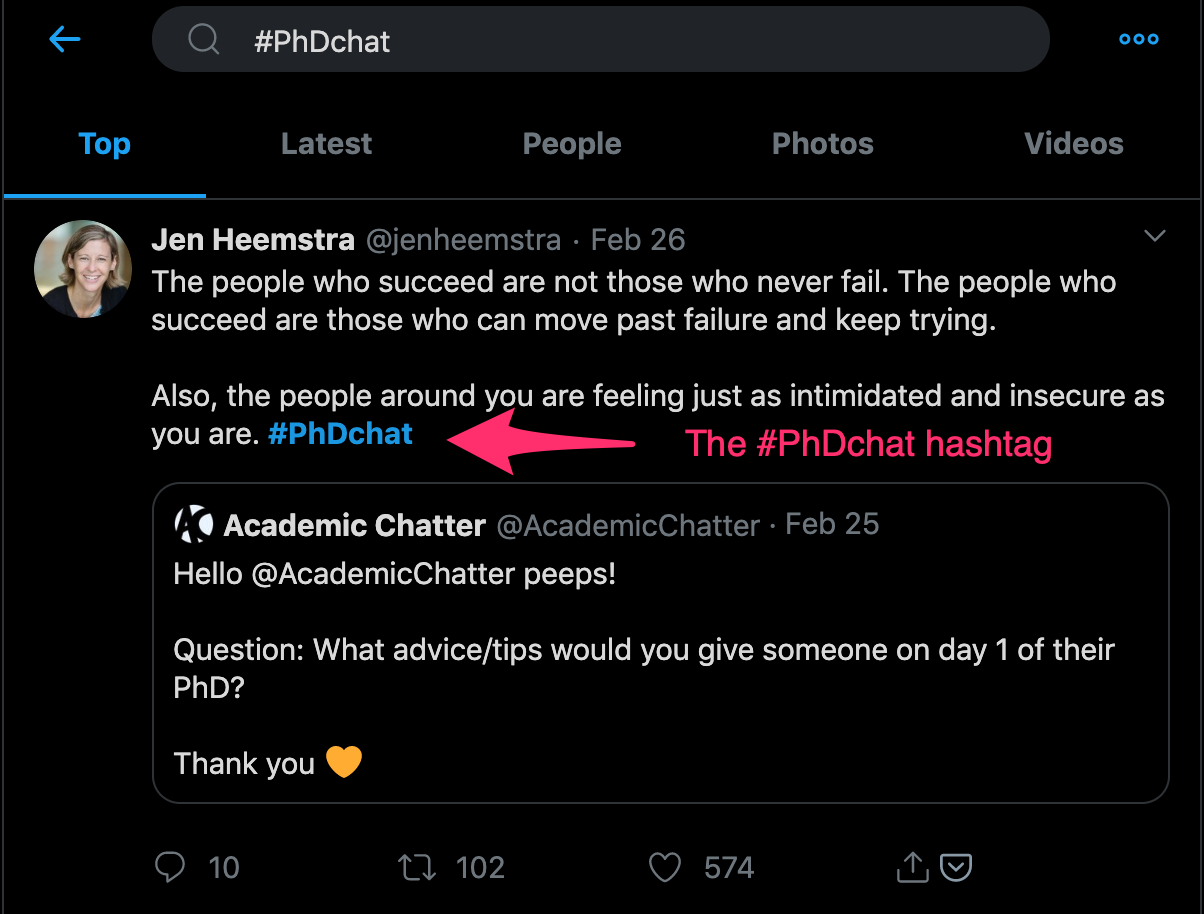 #PhDchat
Top Latest People Photos Videos
Jen Heemstra @jenheemstra · Feb 26
The people who succeed are not those who never fail. The people who
succeed are those who can move past failure and keep trying.
Also, the people around you are feeling just as intimidated and insecure as
you are. #PhDchat
The #PhDchat hashtag
AC Academic Chatter @AcademicChatter · Feb 25
Hello @AcademicChatter peeps!
Question: What advice/tips would you give someone on day 1 of their
PhD?
Thank you 🧡
10 102 574